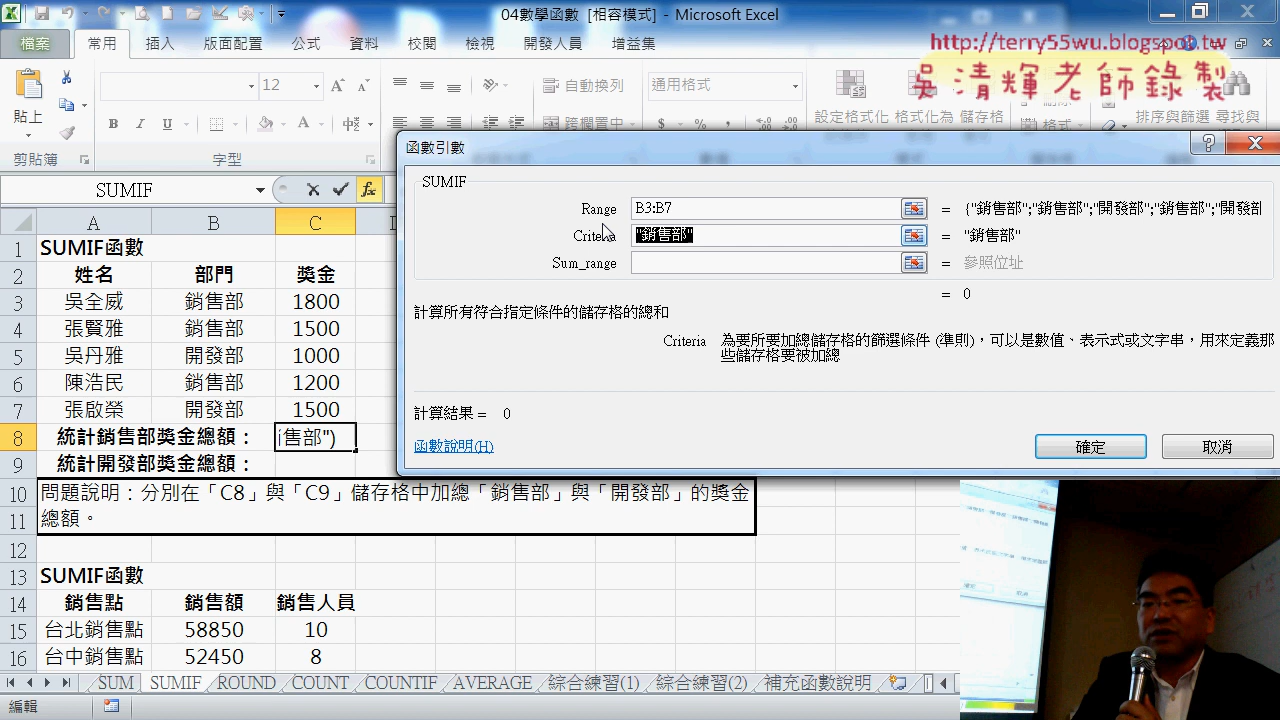 04數學函數 [相容模式] - Microsoft Excel
檔案 常用 插入 版面配置 公式 資料 校閱 檢視 開發人員 增益集
http://terry55wu.blogspot.tw
吳清輝老師錄製
12 A A 自動換列 通用格式
貼上 B I U A 中 跨欄置中 $ % , 設定格式化 格式化為 儲存格 格式 排序與篩選 尋找與
剪貼簿 字型
SUMIF fx
函數引數
SUMIF
Range B3:B7 = {"銷售部";"銷售部";"開發部";"銷售部";"開發部
Criteria "銷售部" = "銷售部"
Sum_range = 參照位址
= 0
計算所有符合指定條件的儲存格的總和
Criteria 為要所要加總儲存格的篩選條件 (準則)，可以是數值、表示式或文字串，用來定義那
些儲存格要被加總
計算結果 = 0
函數說明(H) 確定 取消
A B C
1 SUMIF函數
2 姓名 部門 獎金
3 吳全威 銷售部 1800
4 張賢雅 銷售部 1500
5 吳丹雅 開發部 1000
6 陳浩民 銷售部 1200
7 張啟榮 開發部 1500
8 統計銷售部獎金總額： 售部")
9 統計開發部獎金總額：
10 問題說明：分別在「C8」與「C9」儲存格中加總「銷售部」與「開發部」的獎金
11 總額。
12
13 SUMIF函數
14 銷售點 銷售額 銷售人員
15 台北銷售點 58850 10
16 台中銷售點 52450 8
SUM SUMIF ROUND COUNT COUNTIF AVERAGE 綜合練習(1) 綜合練習(2) 補充函數說明
編輯